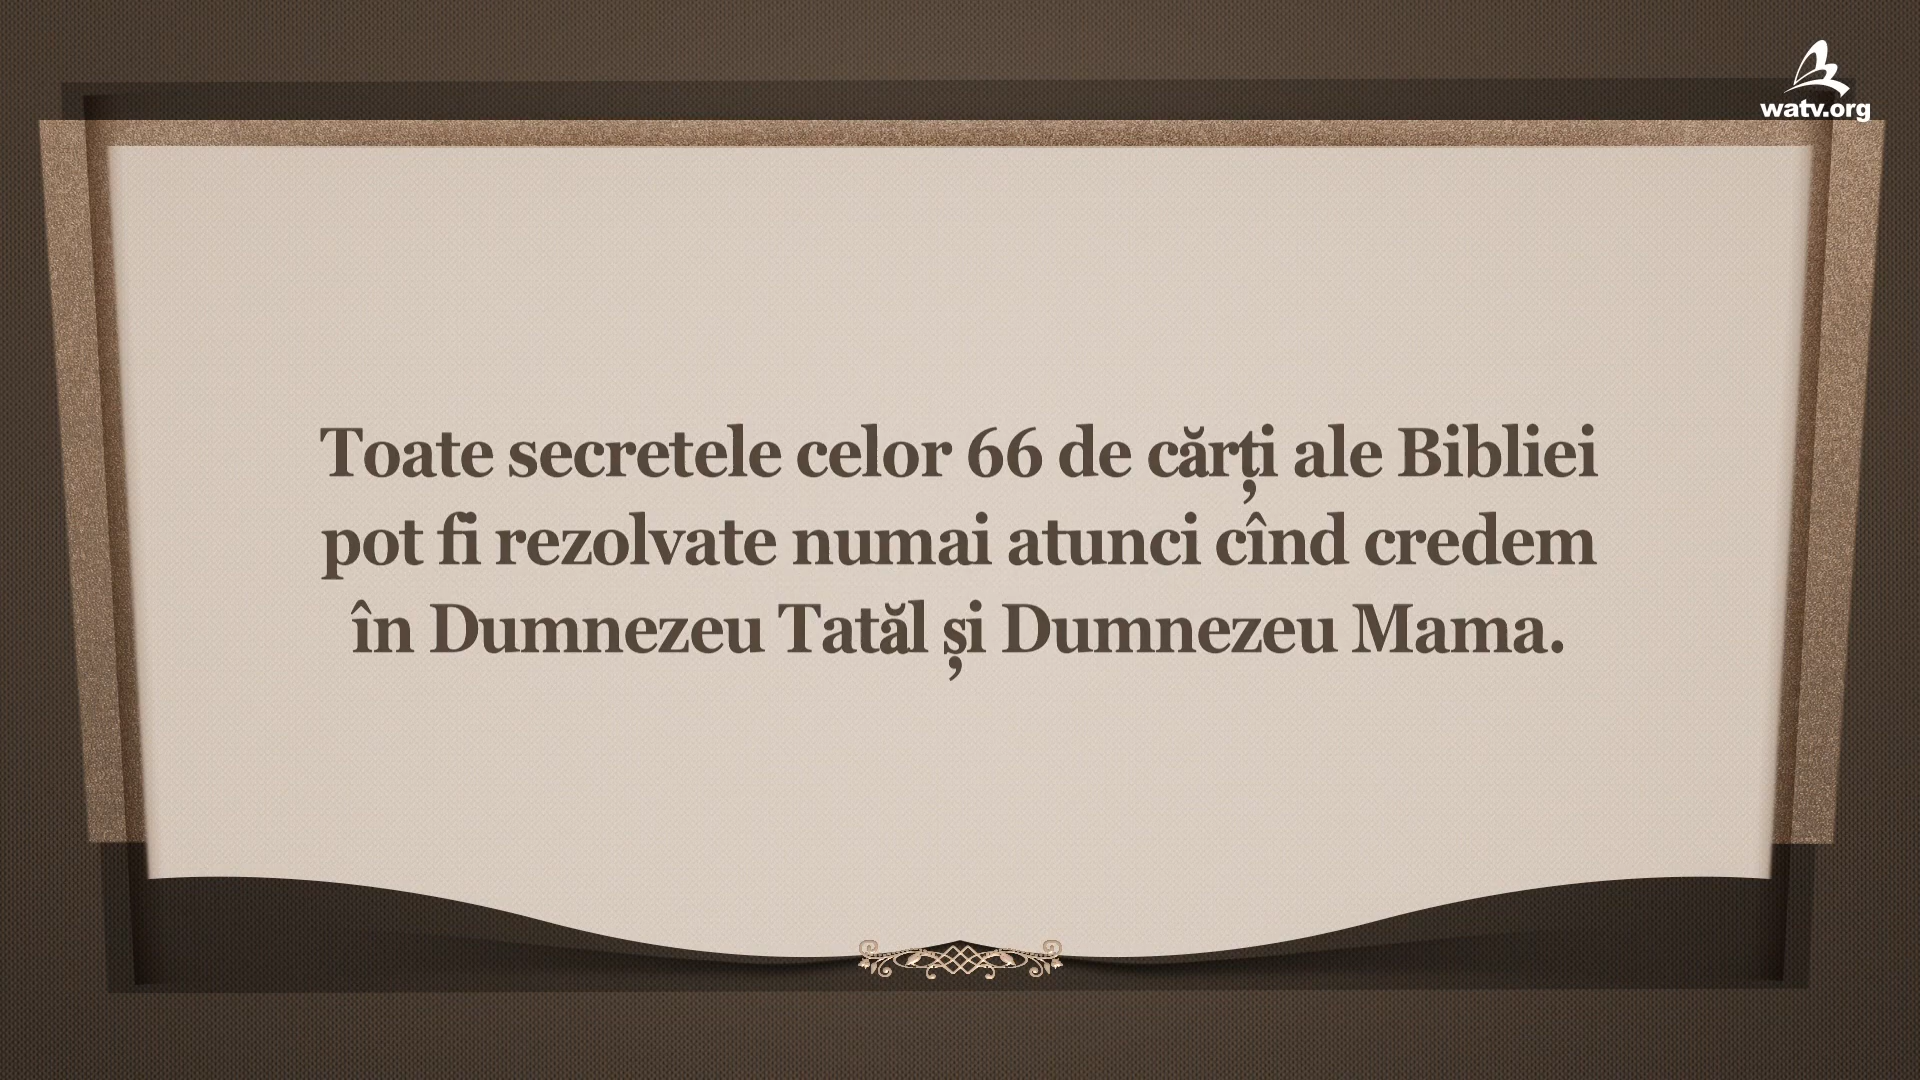 watv.org
Toate secretele celor 66 de cărți ale Bibliei
pot fi rezolvate numai atunci cînd credem
în Dumnezeu Tatăl și Dumnezeu Mama.